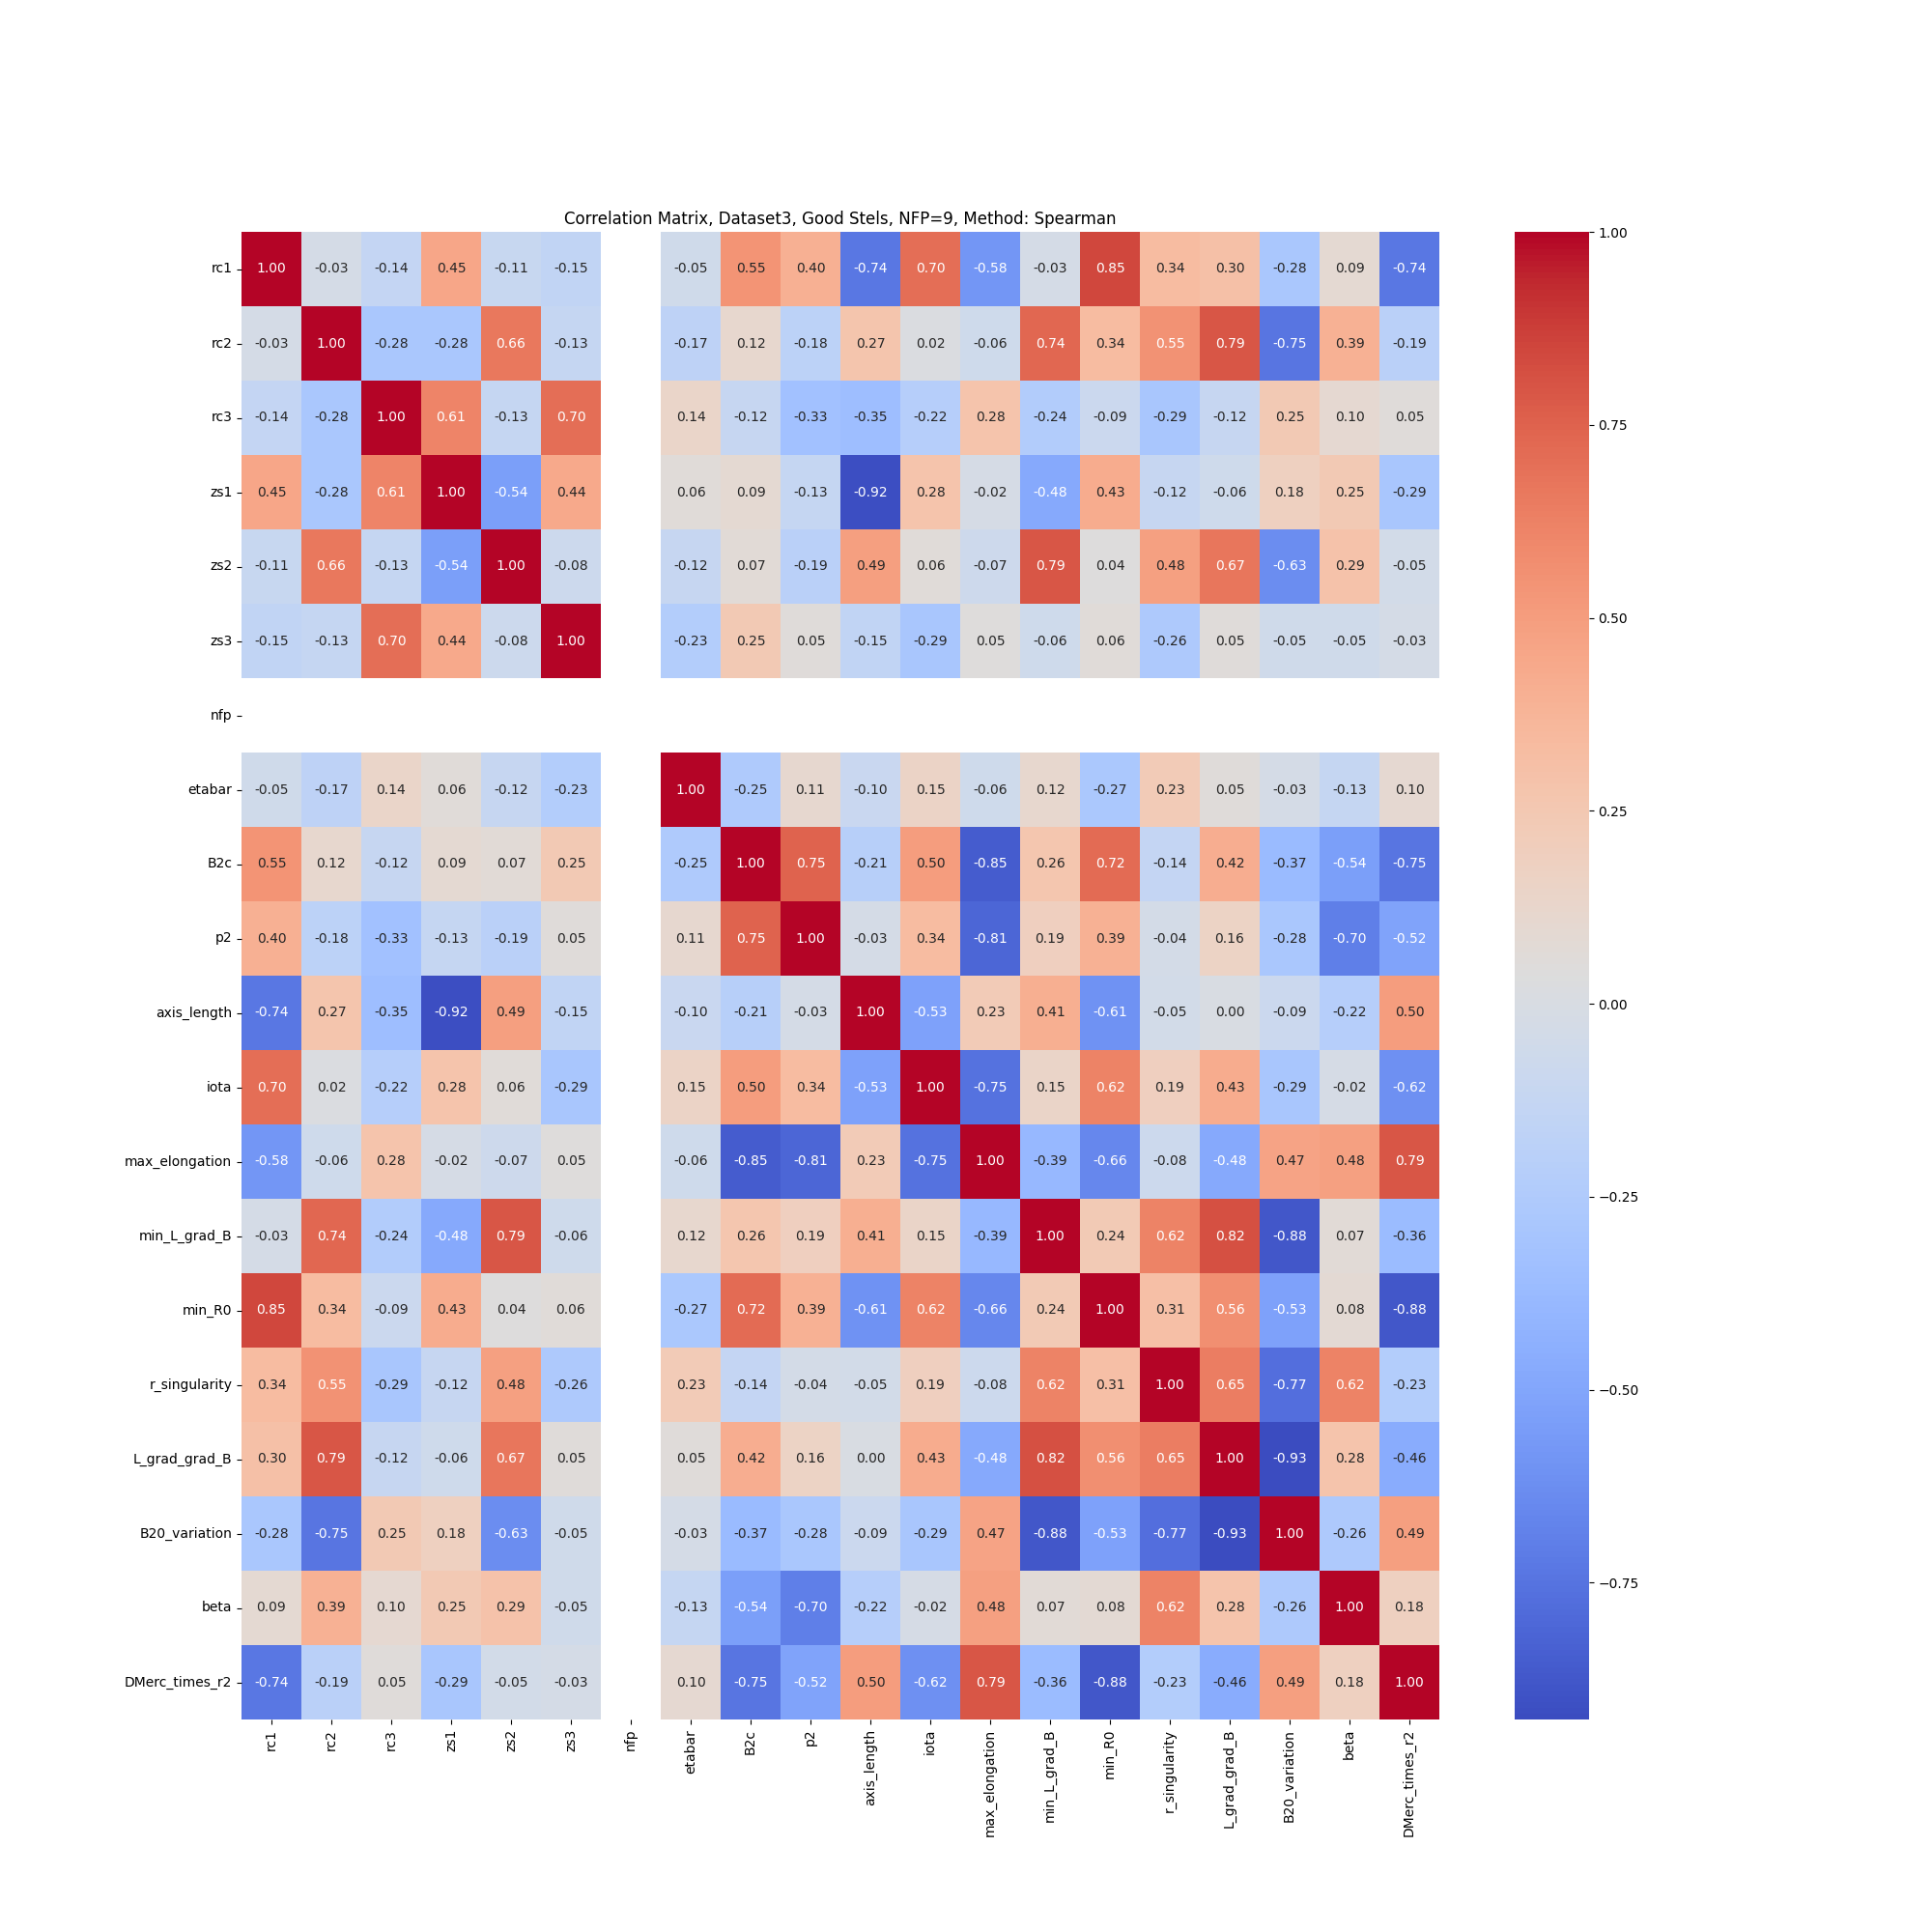 Correlation Matrix, Dataset3, Good Stels, NFP=9, Method: Spearman
rc1 1.00 -0.03 -0.14 0.45 -0.11 -0.15 -0.05 0.55 0.40 -0.74 0.70 -0.58 -0.03 0.85 0.34 0.30 -0.28 0.09 -0.74
rc2 -0.03 1.00 -0.28 -0.28 0.66 -0.13 -0.17 0.12 -0.18 0.27 0.02 -0.06 0.74 0.34 0.55 0.79 -0.75 0.39 -0.19
rc3 -0.14 -0.28 1.00 0.61 -0.13 0.70 0.14 -0.12 -0.33 -0.35 -0.22 0.28 -0.24 -0.09 -0.29 -0.12 0.25 0.10 0.05
zs1 0.45 -0.28 0.61 1.00 -0.54 0.44 0.06 0.09 -0.13 -0.92 0.28 -0.02 -0.48 0.43 -0.12 -0.06 0.18 0.25 -0.29
zs2 -0.11 0.66 -0.13 -0.54 1.00 -0.08 -0.12 0.07 -0.19 0.49 0.06 -0.07 0.79 0.04 0.48 0.67 -0.63 0.29 -0.05
zs3 -0.15 -0.13 0.70 0.44 -0.08 1.00 -0.23 0.25 0.05 -0.15 -0.29 0.05 -0.06 0.06 -0.26 0.05 -0.05 -0.05 -0.03
nfp
etabar -0.05 -0.17 0.14 0.06 -0.12 -0.23 1.00 -0.25 0.11 -0.10 0.15 -0.06 0.12 -0.27 0.23 0.05 -0.03 -0.13 0.10
B2c 0.55 0.12 -0.12 0.09 0.07 0.25 -0.25 1.00 0.75 -0.21 0.50 -0.85 0.26 0.72 -0.14 0.42 -0.37 -0.54 -0.75
p2 0.40 -0.18 -0.33 -0.13 -0.19 0.05 0.11 0.75 1.00 -0.03 0.34 -0.81 0.19 0.39 -0.04 0.16 -0.28 -0.70 -0.52
axis_length -0.74 0.27 -0.35 -0.92 0.49 -0.15 -0.10 -0.21 -0.03 1.00 -0.53 0.23 0.41 -0.61 -0.05 0.00 -0.09 -0.22 0.50
iota 0.70 0.02 -0.22 0.28 0.06 -0.29 0.15 0.50 0.34 -0.53 1.00 -0.75 0.15 0.62 0.19 0.43 -0.29 -0.02 -0.62
max_elongation -0.58 -0.06 0.28 -0.02 -0.07 0.05 -0.06 -0.85 -0.81 0.23 -0.75 1.00 -0.39 -0.66 -0.08 -0.48 0.47 0.48 0.79
min_L_grad_B -0.03 0.74 -0.24 -0.48 0.79 -0.06 0.12 0.26 0.19 0.41 0.15 -0.39 1.00 0.24 0.62 0.82 -0.88 0.07 -0.36
min_R0 0.85 0.34 -0.09 0.43 0.04 0.06 -0.27 0.72 0.39 -0.61 0.62 -0.66 0.24 1.00 0.31 0.56 -0.53 0.08 -0.88
r_singularity 0.34 0.55 -0.29 -0.12 0.48 -0.26 0.23 -0.14 -0.04 -0.05 0.19 -0.08 0.62 0.31 1.00 0.65 -0.77 0.62 -0.23
L_grad_grad_B 0.30 0.79 -0.12 -0.06 0.67 0.05 0.05 0.42 0.16 0.00 0.43 -0.48 0.82 0.56 0.65 1.00 -0.93 0.28 -0.46
B20_variation -0.28 -0.75 0.25 0.18 -0.63 -0.05 -0.03 -0.37 -0.28 -0.09 -0.29 0.47 -0.88 -0.53 -0.77 -0.93 1.00 -0.26 0.49
beta 0.09 0.39 0.10 0.25 0.29 -0.05 -0.13 -0.54 -0.70 -0.22 -0.02 0.48 0.07 0.08 0.62 0.28 -0.26 1.00 0.18
DMerc_times_r2 -0.74 -0.19 0.05 -0.29 -0.05 -0.03 0.10 -0.75 -0.52 0.50 -0.62 0.79 -0.36 -0.88 -0.23 -0.46 0.49 0.18 1.00
rc1 rc2 rc3 zs1 zs2 zs3 nfp etabar B2c p2 axis_length iota max_elongation min_L_grad_B min_R0 r_singularity L_grad_grad_B B20_variation beta DMerc_times_r2
1.00
0.75
0.50
0.25
0.00
−0.25
−0.50
−0.75